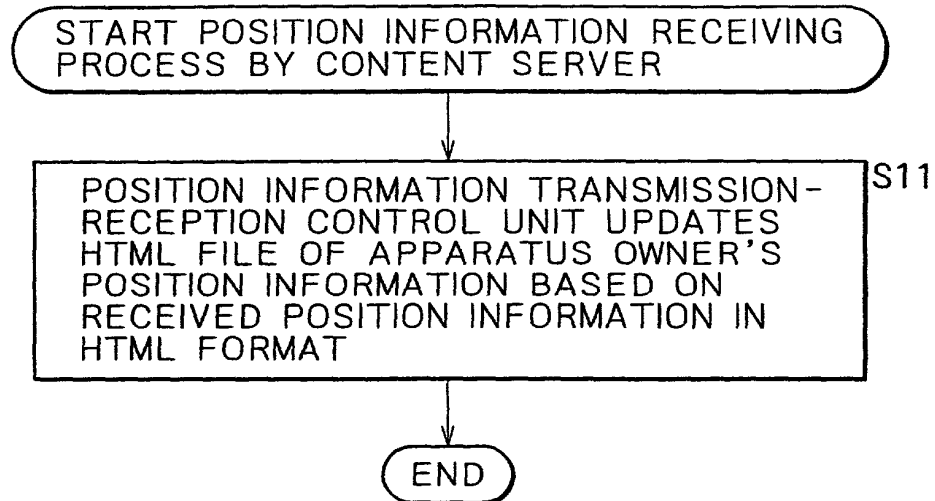 START POSITION INFORMATION RECEIVING
PROCESS BY CONTENT SERVER
S11
POSITION INFORMATION TRANSMISSION-
RECEPTION CONTROL UNIT UPDATES
HTML FILE OF APPARATUS OWNER'S
POSITION INFORMATION BASED ON
RECEIVED POSITION INFORMATION IN
HTML FORMAT
END